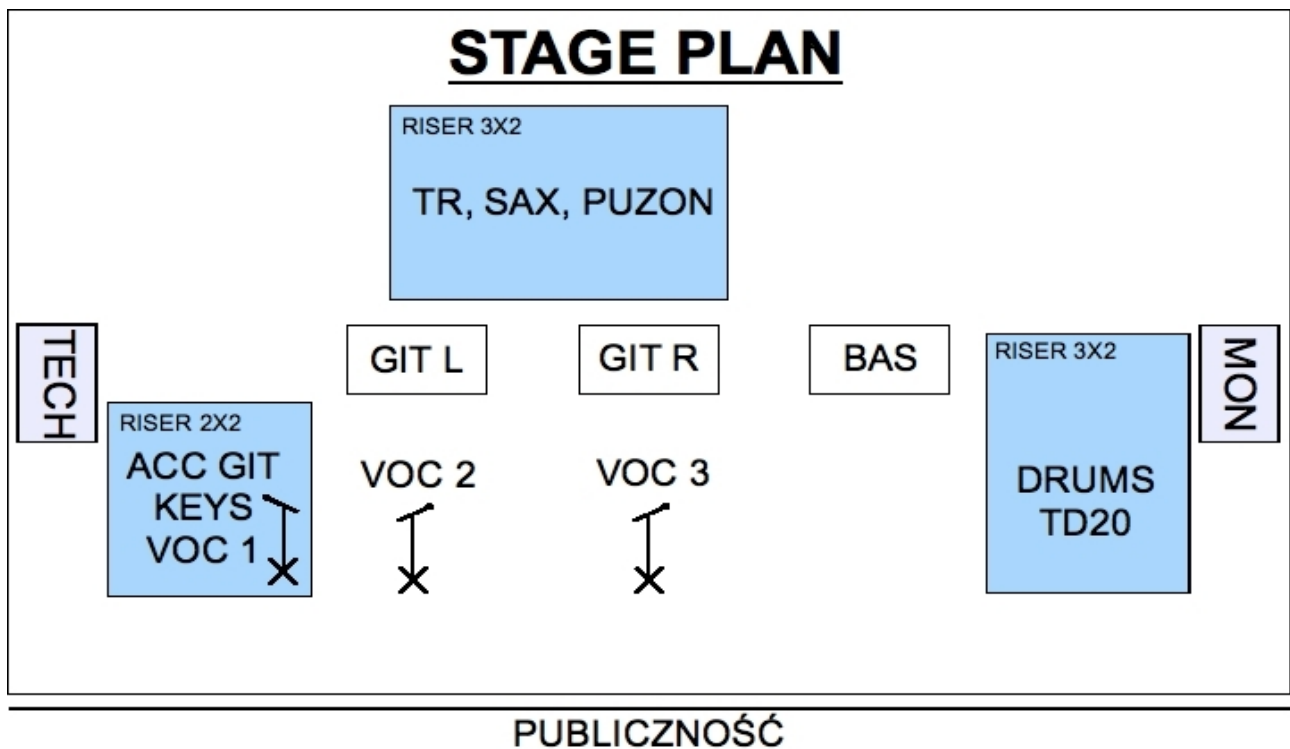 STAGE PLAN
RISER 3X2
TR, SAX, PUZON
TECH
GIT L
GIT R
BAS
RISER 3X2
MON
RISER 2X2
ACC GIT
KEYS
VOC 1
VOC 2
VOC 3
DRUMS
TD20
PUBLICZNOŚĆ